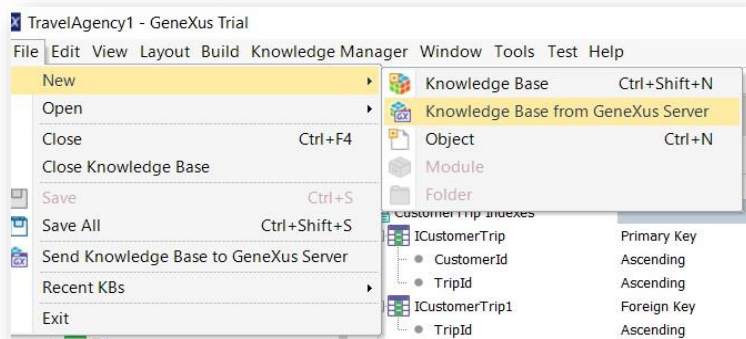 TravelAgency1 - GeneXus Trial
File Edit View Layout Build Knowledge Manager Window Tools Test Help
New
Open
Close Ctrl+F4
Close Knowledge Base
Save Ctrl+S
Save All Ctrl+Shift+S
Send Knowledge Base to GeneXus Server
Recent KBs
Exit
Knowledge Base Ctrl+Shift+N
Knowledge Base from GeneXus Server
Object Ctrl+N
Module
Folder
CustomerTrip Indexes
ICustomerTrip Primary Key
CustomerId Ascending
TripId Ascending
ICustomerTrip1 Foreign Key
TripId Ascending